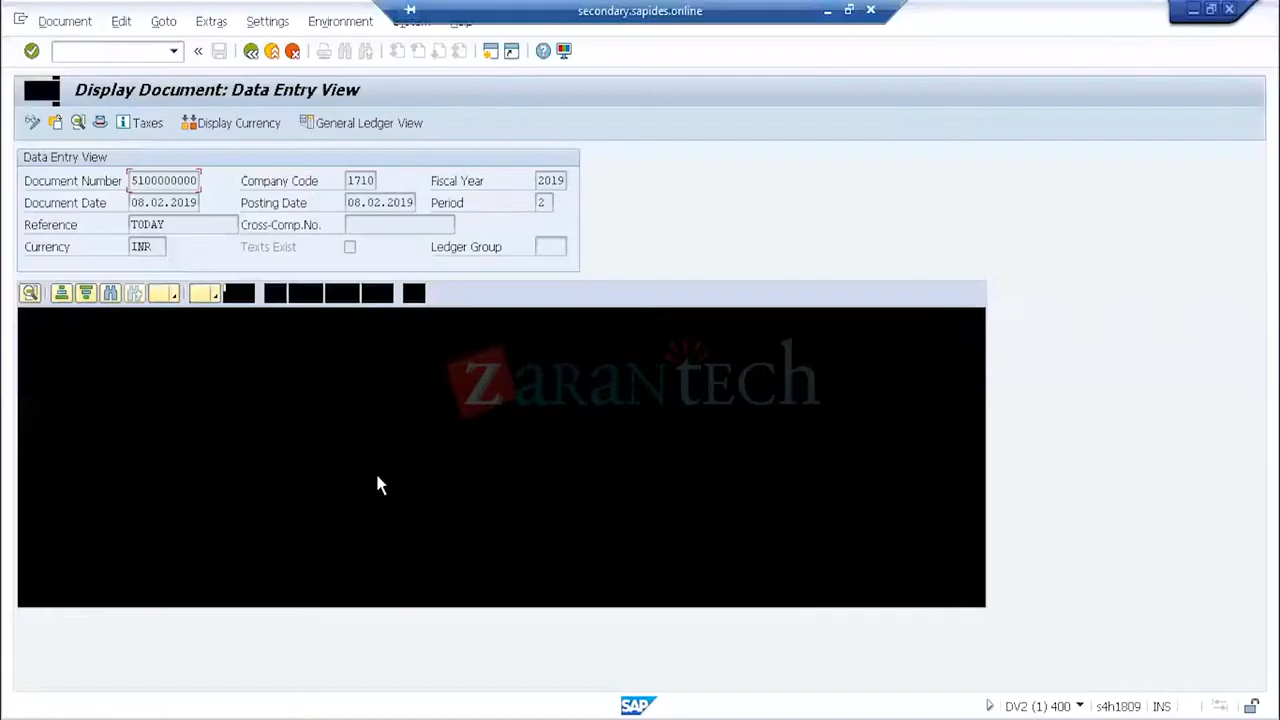 secondary.sapides.online
Document Edit Goto Extras Settings Environment
Display Document: Data Entry View
Taxes Display Currency General Ledger View
Data Entry View
Document Number 5100000000 Company Code 1710 Fiscal Year 2019
Document Date 08.02.2019 Posting Date 08.02.2019 Period 2
Reference TODAY Cross-Comp.No.
Currency INR Texts Exist Ledger Group
zaranTech
SAP DV2 (1) 400 s4h1809 INS